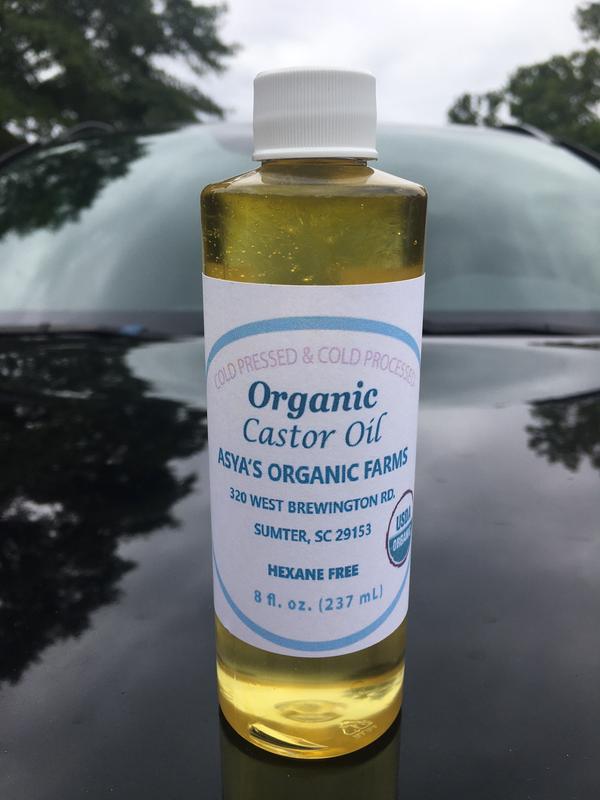 COLD PRESSED & COLD PROCESSED
Organic
Castor Oil
ASYA'S ORGANIC FARMS
320 WEST BREWINGTON RD.
SUMTER, SC 29153
USDA
ORGANIC
HEXANE FREE
8 fl. oz. (237 mL)